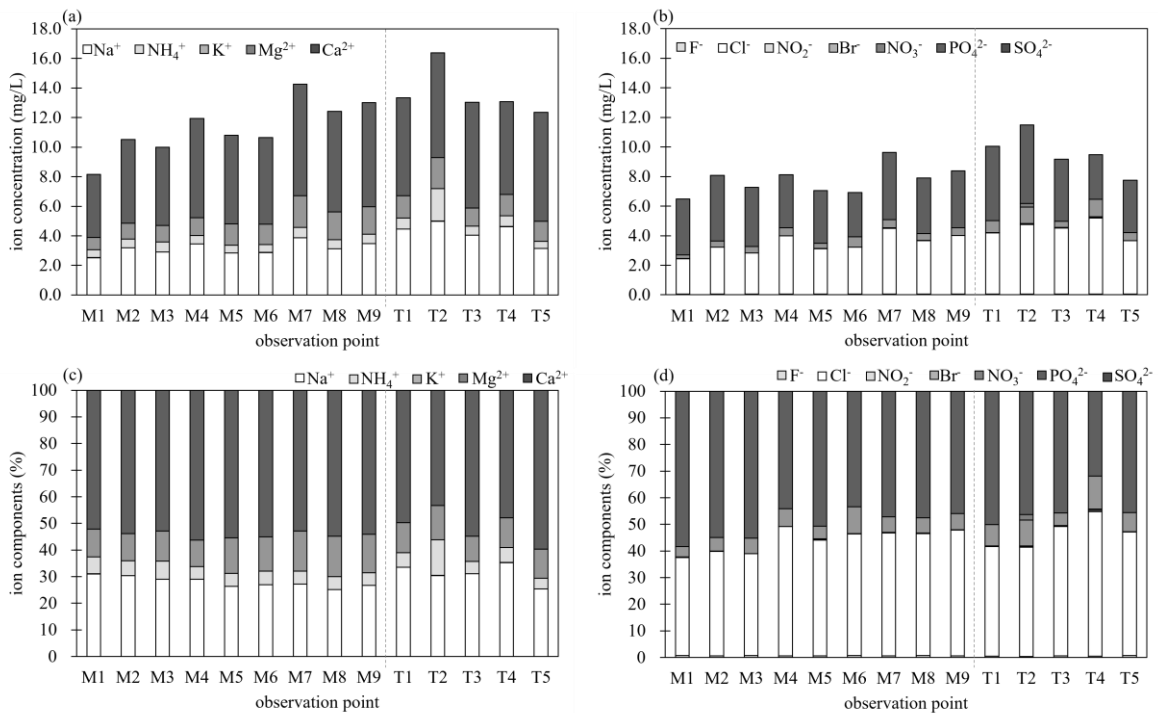 (a)
Na⁺ NH₄⁺ K⁺ Mg²⁺ Ca²⁺
ion concentration (mg/L)
18.0
16.0
14.0
12.0
10.0
8.0
6.0
4.0
2.0
0.0
M1 M2 M3 M4 M5 M6 M7 M8 M9 T1 T2 T3 T4 T5
observation point
(b)
F⁻ Cl⁻ NO₂⁻ Br⁻ NO₃⁻ PO₄²⁻ SO₄²⁻
ion concentration (mg/L)
18.0
16.0
14.0
12.0
10.0
8.0
6.0
4.0
2.0
0.0
M1 M2 M3 M4 M5 M6 M7 M8 M9 T1 T2 T3 T4 T5
observation point
(c)
Na⁺ NH₄⁺ K⁺ Mg²⁺ Ca²⁺
ion components (%)
100
90
80
70
60
50
40
30
20
10
0
M1 M2 M3 M4 M5 M6 M7 M8 M9 T1 T2 T3 T4 T5
observation point
(d)
F⁻ Cl⁻ NO₂⁻ Br⁻ NO₃⁻ PO₄²⁻ SO₄²⁻
ion components (%)
100
90
80
70
60
50
40
30
20
10
0
M1 M2 M3 M4 M5 M6 M7 M8 M9 T1 T2 T3 T4 T5
observation point